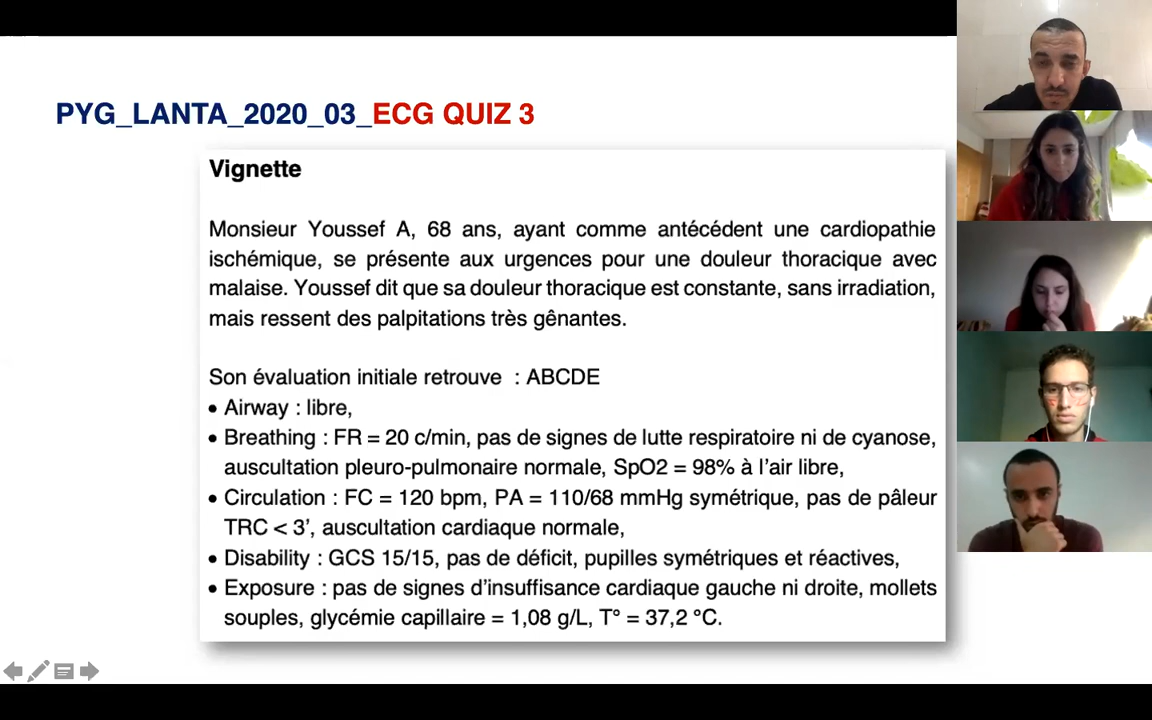 PYG_LANTA_2020_03_ECG QUIZ 3
Vignette
Monsieur Youssef A, 68 ans, ayant comme antécédent une cardiopathie
ischémique, se présente aux urgences pour une douleur thoracique avec
malaise. Youssef dit que sa douleur thoracique est constante, sans irradiation,
mais ressent des palpitations très gênantes.
Son évaluation initiale retrouve : ABCDE
• Airway : libre,
• Breathing : FR = 20 c/min, pas de signes de lutte respiratoire ni de cyanose,
auscultation pleuro-pulmonaire normale, SpO2 = 98% à l'air libre,
• Circulation : FC = 120 bpm, PA = 110/68 mmHg symétrique, pas de pâleur
TRC < 3', auscultation cardiaque normale,
• Disability : GCS 15/15, pas de déficit, pupilles symétriques et réactives,
• Exposure : pas de signes d'insuffisance cardiaque gauche ni droite, mollets
souples, glycémie capillaire = 1,08 g/L, T° = 37,2 °C.